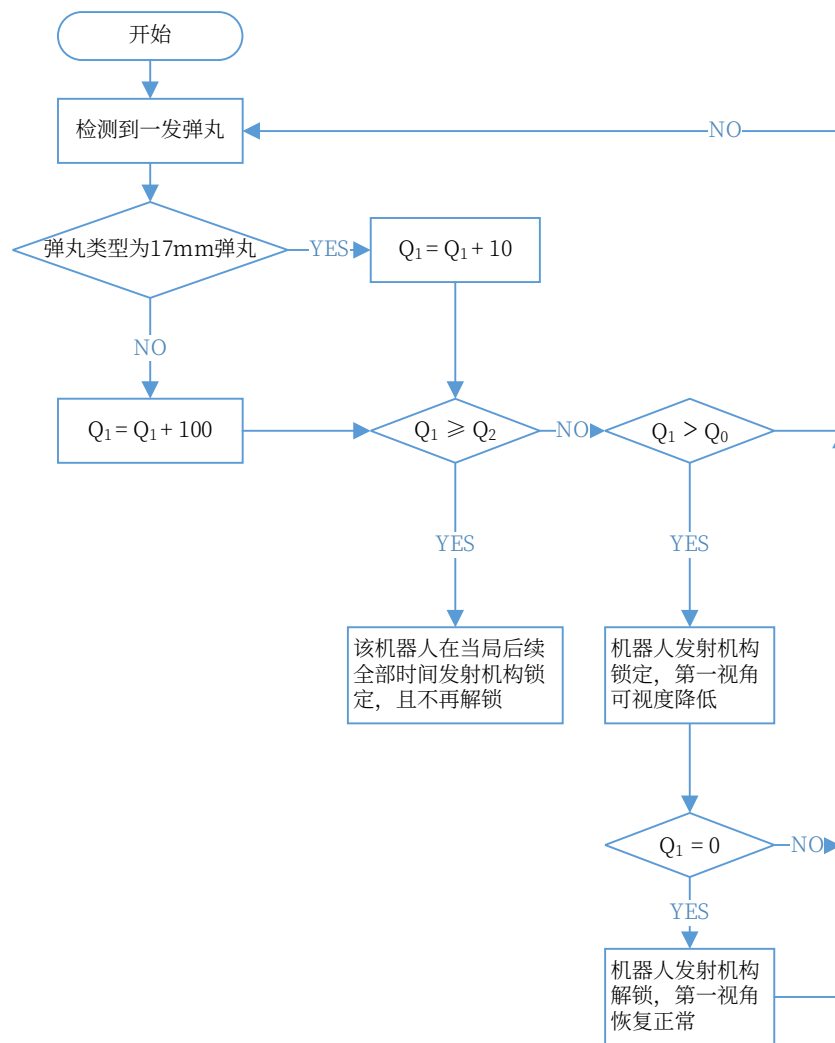 开始
检测到一发弹丸
NO
弹丸类型为17mm弹丸
YES
Q₁ = Q₁ + 10
NO
Q₁ = Q₁ + 100
Q₁ ⩾ Q₂
NO
Q₁ > Q₀
YES
YES
该机器人在当局后续
全部时间发射机构锁
定，且不再解锁
机器人发射机构
锁定，第一视角
可视度降低
Q₁ = 0
NO
YES
机器人发射机构
解锁，第一视角
恢复正常